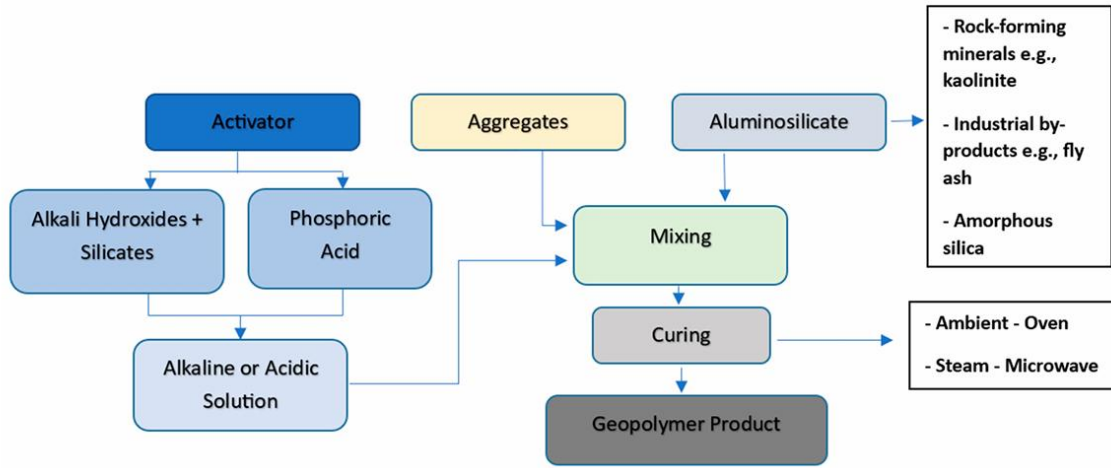 Activator
Aggregates
Aluminosilicate
- Rock-forming
minerals e.g.,
kaolinite
- Industrial by-
products e.g., fly
ash
- Amorphous
silica
Alkali Hydroxides +
Silicates
Phosphoric
Acid
Mixing
Curing
- Ambient - Oven
- Steam - Microwave
Alkaline or Acidic
Solution
Geopolymer Product